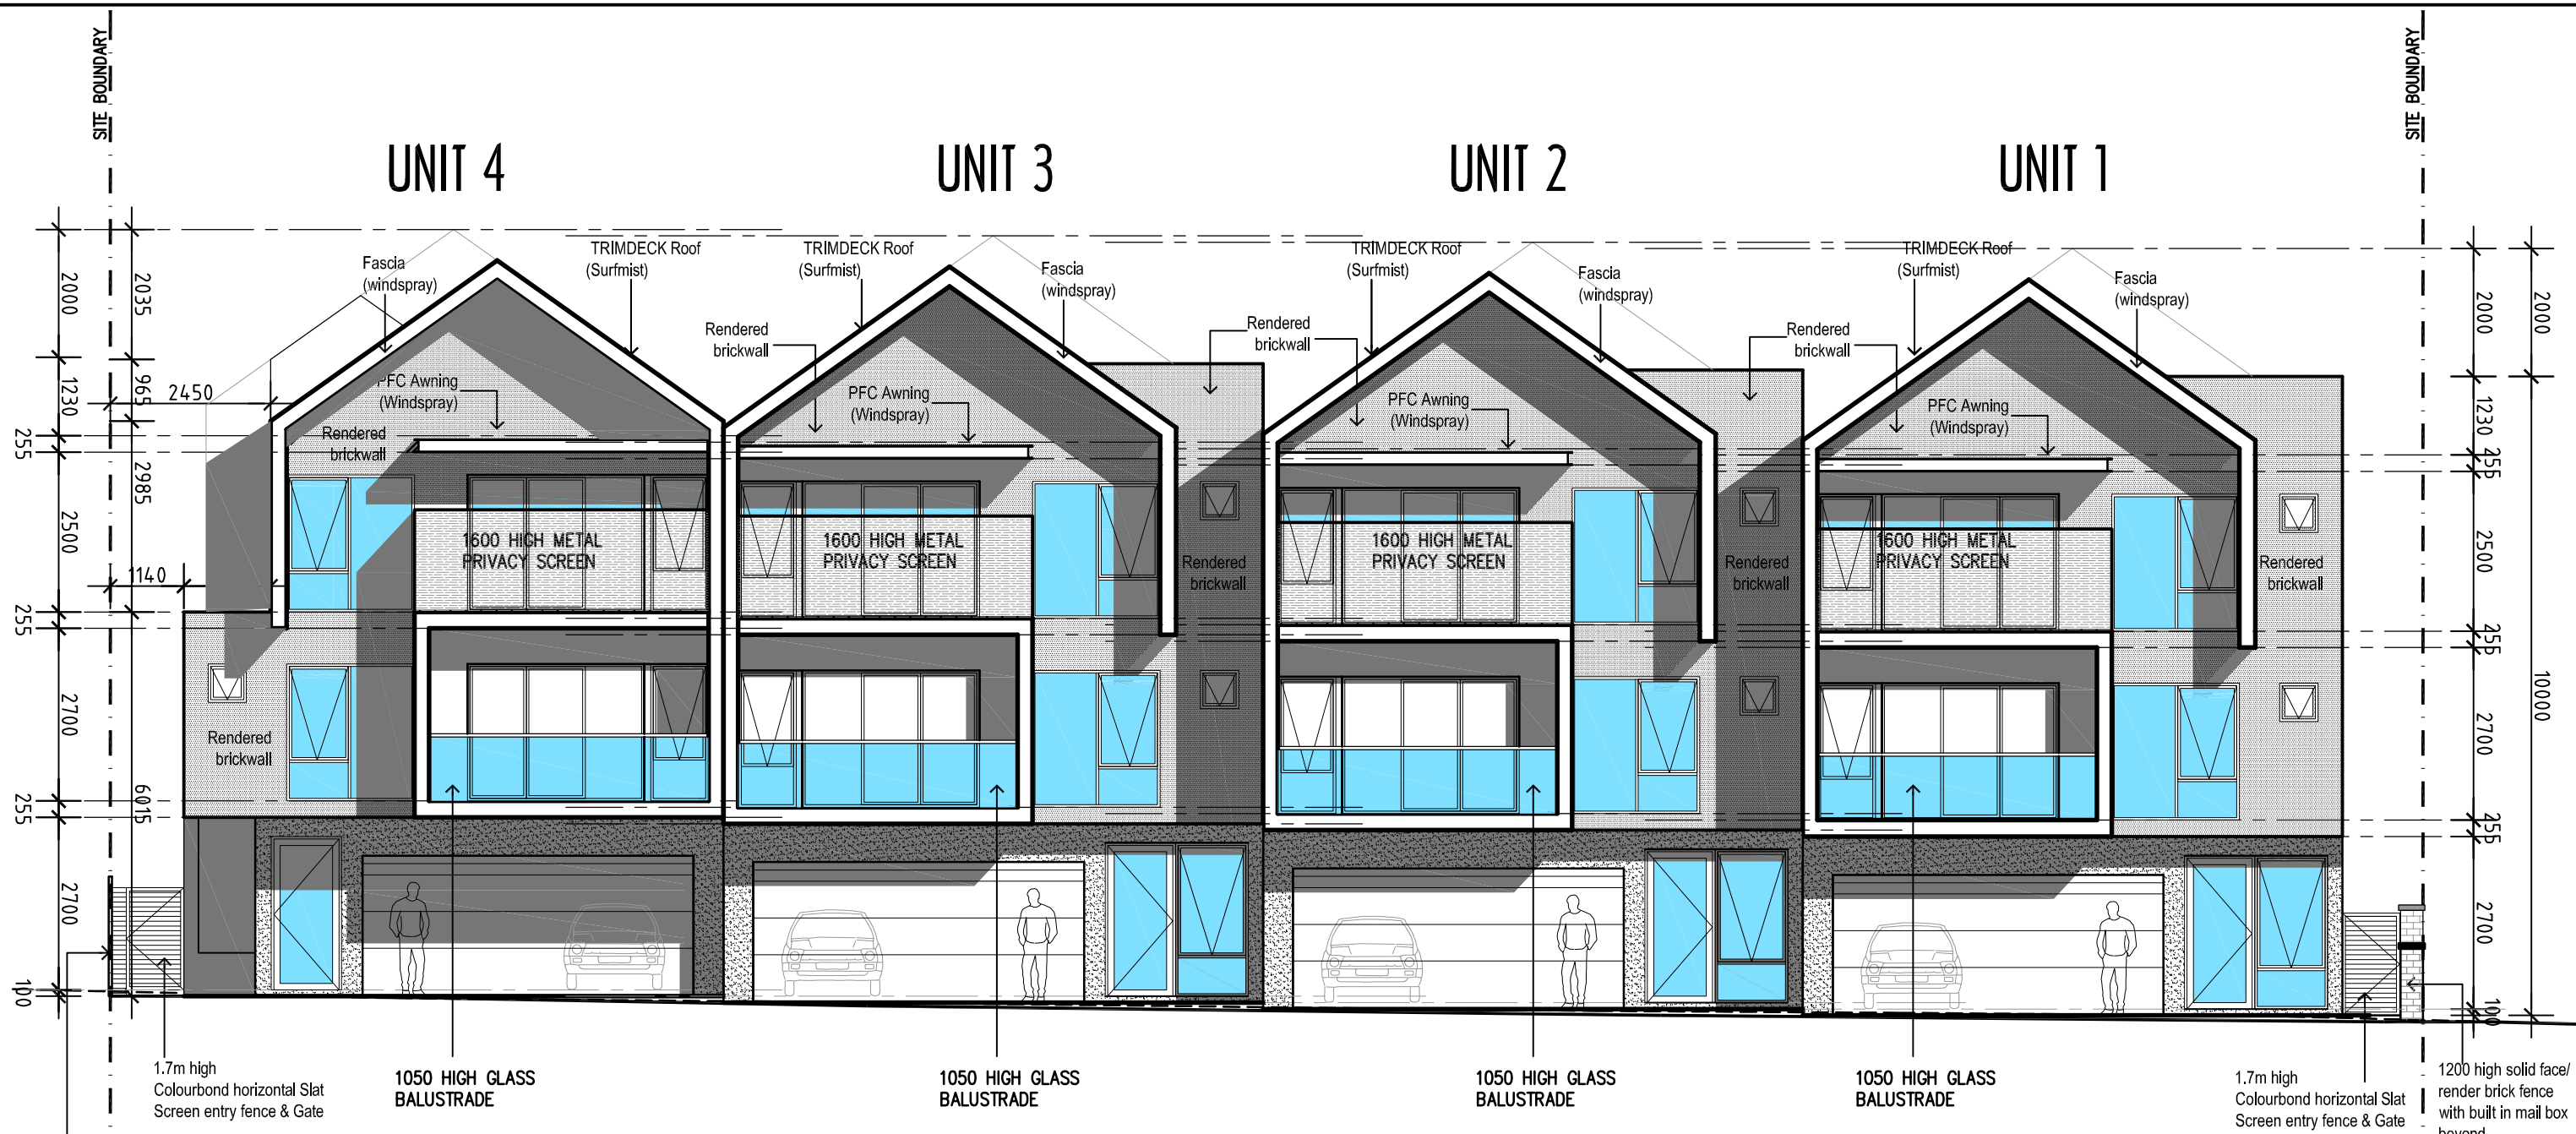 SITE BOUNDARY
SITE BOUNDARY
UNIT 4
UNIT 3
UNIT 2
UNIT 1
Fascia
(windspray)
TRIMDECK Roof
(Surfmist)
TRIMDECK Roof
(Surfmist)
Fascia
(windspray)
TRIMDECK Roof
(Surfmist)
Fascia
(windspray)
TRIMDECK Roof
(Surfmist)
Fascia
(windspray)
Rendered
brickwall
Rendered
brickwall
Rendered
brickwall
PFC Awning
(Windspray)
PFC Awning
(Windspray)
PFC Awning
(Windspray)
PFC Awning
(Windspray)
Rendered
brickwall
2000
1230
255
2500
255
2700
255
2700
100
2035
965
2985
6015
2450
1140
1600 HIGH METAL
PRIVACY SCREEN
1600 HIGH METAL
PRIVACY SCREEN
1600 HIGH METAL
PRIVACY SCREEN
1600 HIGH METAL
PRIVACY SCREEN
Rendered
brickwall
Rendered
brickwall
Rendered
brickwall
Rendered
brickwall
2000
1230
255
2500
255
2700
255
2700
100
2000
10000
1.7m high
Colourbond horizontal Slat
Screen entry fence & Gate
1050 HIGH GLASS
BALUSTRADE
1050 HIGH GLASS
BALUSTRADE
1050 HIGH GLASS
BALUSTRADE
1050 HIGH GLASS
BALUSTRADE
1.7m high
Colourbond horizontal Slat
Screen entry fence & Gate
1200 high solid face/
render brick fence
with built in mail box
beyond